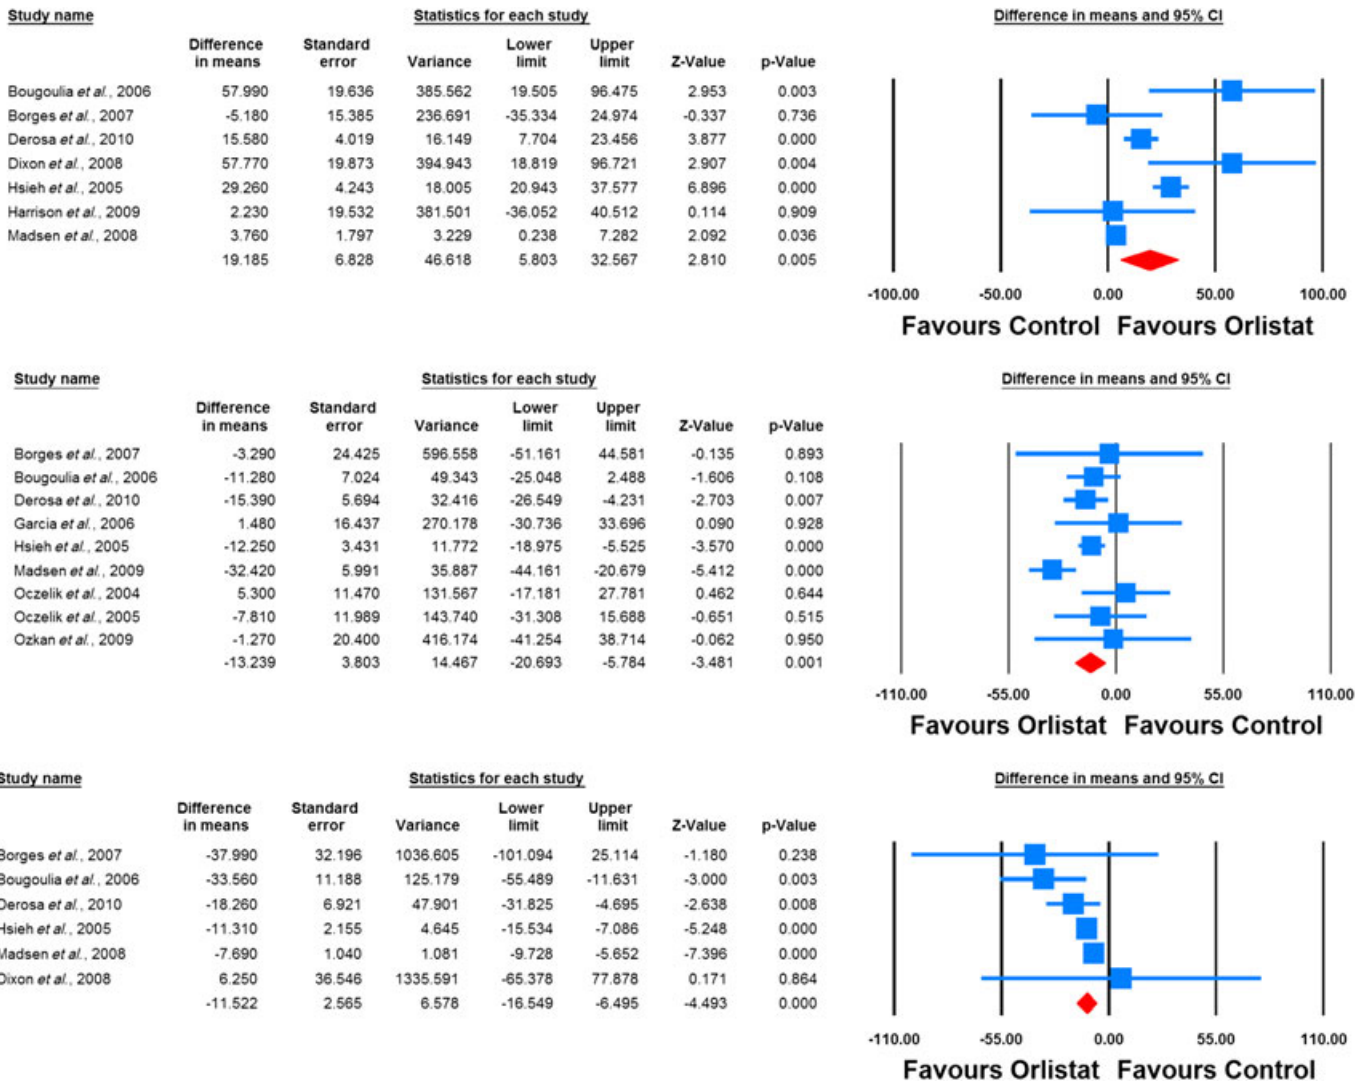 Study name Statistics for each study Difference in means and 95% CI
Difference Standard Lower Upper
in means error Variance limit limit Z-Value p-Value
Bougoulia et al., 2006 57.990 19.636 385.562 19.505 96.475 2.953 0.003
Borges et al., 2007 -5.180 15.385 236.691 -35.334 24.974 -0.337 0.736
Derosa et al., 2010 15.580 4.019 16.149 7.704 23.456 3.877 0.000
Dixon et al., 2008 57.770 19.873 394.943 18.819 96.721 2.907 0.004
Hsieh et al., 2005 29.260 4.243 18.005 20.943 37.577 6.896 0.000
Harrison et al., 2009 2.230 19.532 381.501 -36.052 40.512 0.114 0.909
Madsen et al., 2008 3.760 1.797 3.229 0.238 7.282 2.092 0.036
19.185 6.828 46.618 5.803 32.567 2.810 0.005
-100.00 -50.00 0.00 50.00 100.00
Favours Control Favours Orlistat
Study name Statistics for each study Difference in means and 95% CI
Difference Standard Lower Upper
in means error Variance limit limit Z-Value p-Value
Borges et al., 2007 -3.290 24.425 596.558 -51.161 44.581 -0.135 0.893
Bougoulia et al., 2006 -11.280 7.024 49.343 -25.048 2.488 -1.606 0.108
Derosa et al., 2010 -15.390 5.694 32.416 -26.549 -4.231 -2.703 0.007
Garcia et al., 2006 1.480 16.437 270.178 -30.736 33.696 0.090 0.928
Hsieh et al., 2005 -12.250 3.431 11.772 -18.975 -5.525 -3.570 0.000
Madsen et al., 2009 -32.420 5.991 35.887 -44.161 -20.679 -5.412 0.000
Oczelik et al., 2004 5.300 11.470 131.567 -17.181 27.781 0.462 0.644
Oczelik et al., 2005 -7.810 11.989 143.740 -31.308 15.688 -0.651 0.515
Ozkan et al., 2009 -1.270 20.400 416.174 -41.254 38.714 -0.062 0.950
-13.239 3.803 14.467 -20.693 -5.784 -3.481 0.001
-110.00 -55.00 0.00 55.00 110.00
Favours Orlistat Favours Control
Study name Statistics for each study Difference in means and 95% CI
Difference Standard Lower Upper
in means error Variance limit limit Z-Value p-Value
Borges et al., 2007 -37.990 32.196 1036.605 -101.094 25.114 -1.180 0.238
Bougoulia et al., 2006 -33.560 11.188 125.179 -55.489 -11.631 -3.000 0.003
Derosa et al., 2010 -18.260 6.921 47.901 -31.825 -4.695 -2.638 0.008
Hsieh et al., 2005 -11.310 2.155 4.645 -15.534 -7.086 -5.248 0.000
Madsen et al., 2008 -7.690 1.040 1.081 -9.728 -5.652 -7.396 0.000
Dixon et al., 2008 6.250 36.546 1335.591 -65.378 77.878 0.171 0.864
-11.522 2.565 6.578 -16.549 -6.495 -4.493 0.000
-110.00 -55.00 0.00 55.00 110.00
Favours Orlistat Favours Control